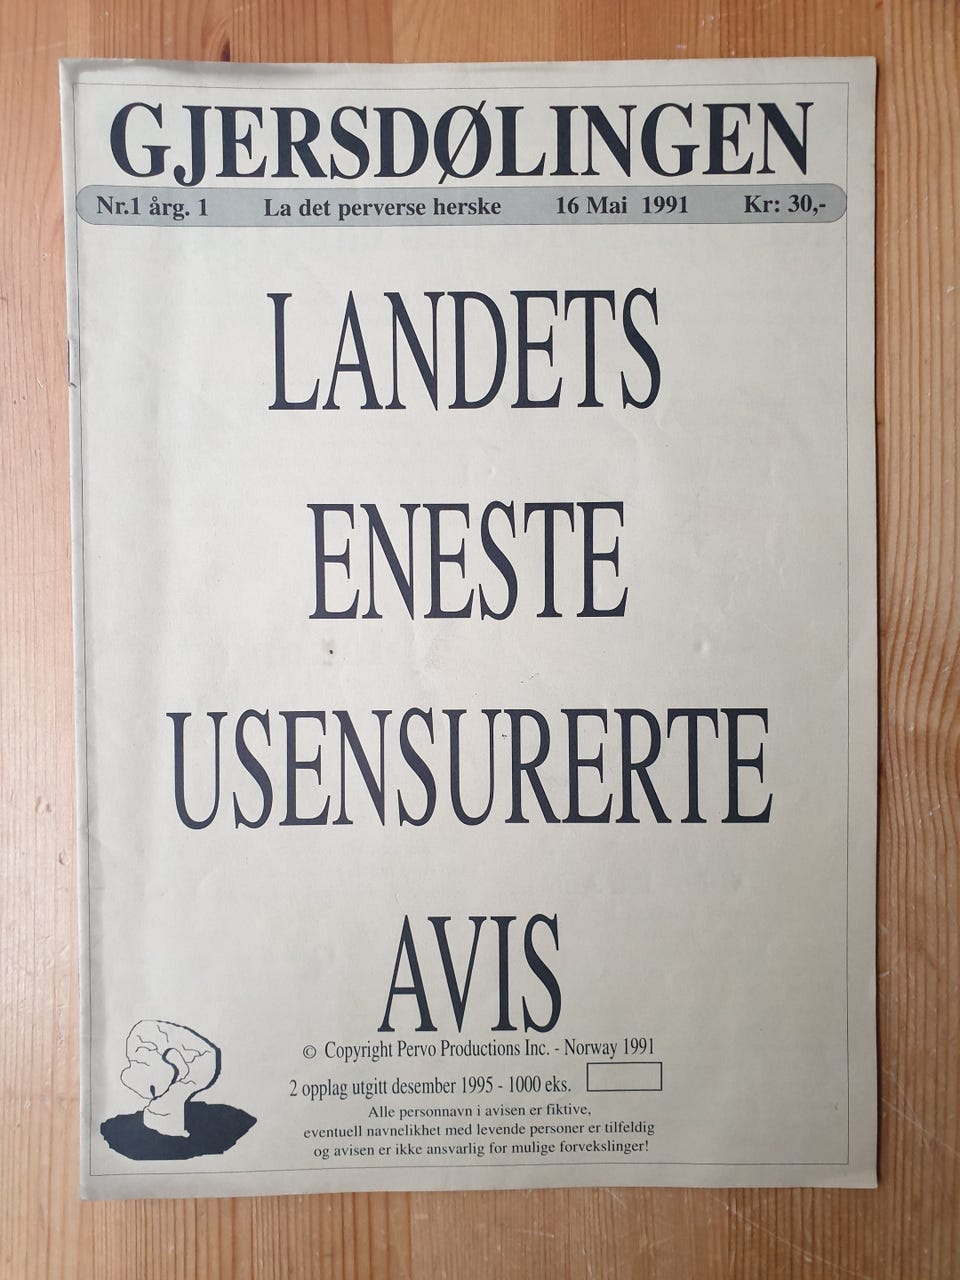 GJERSDØLINGEN
Nr.1 årg. 1 La det perverse herske 16 Mai 1991 Kr: 30,-
LANDETS
ENESTE
USENSURERTE
AVIS
© Copyright Pervo Productions Inc. - Norway 1991
2 opplag utgitt desember 1995 - 1000 eks.
Alle personnavn i avisen er fiktive,
eventuell navnelikhet med levende personer er tilfeldig
og avisen er ikke ansvarlig for mulige forvekslinger!